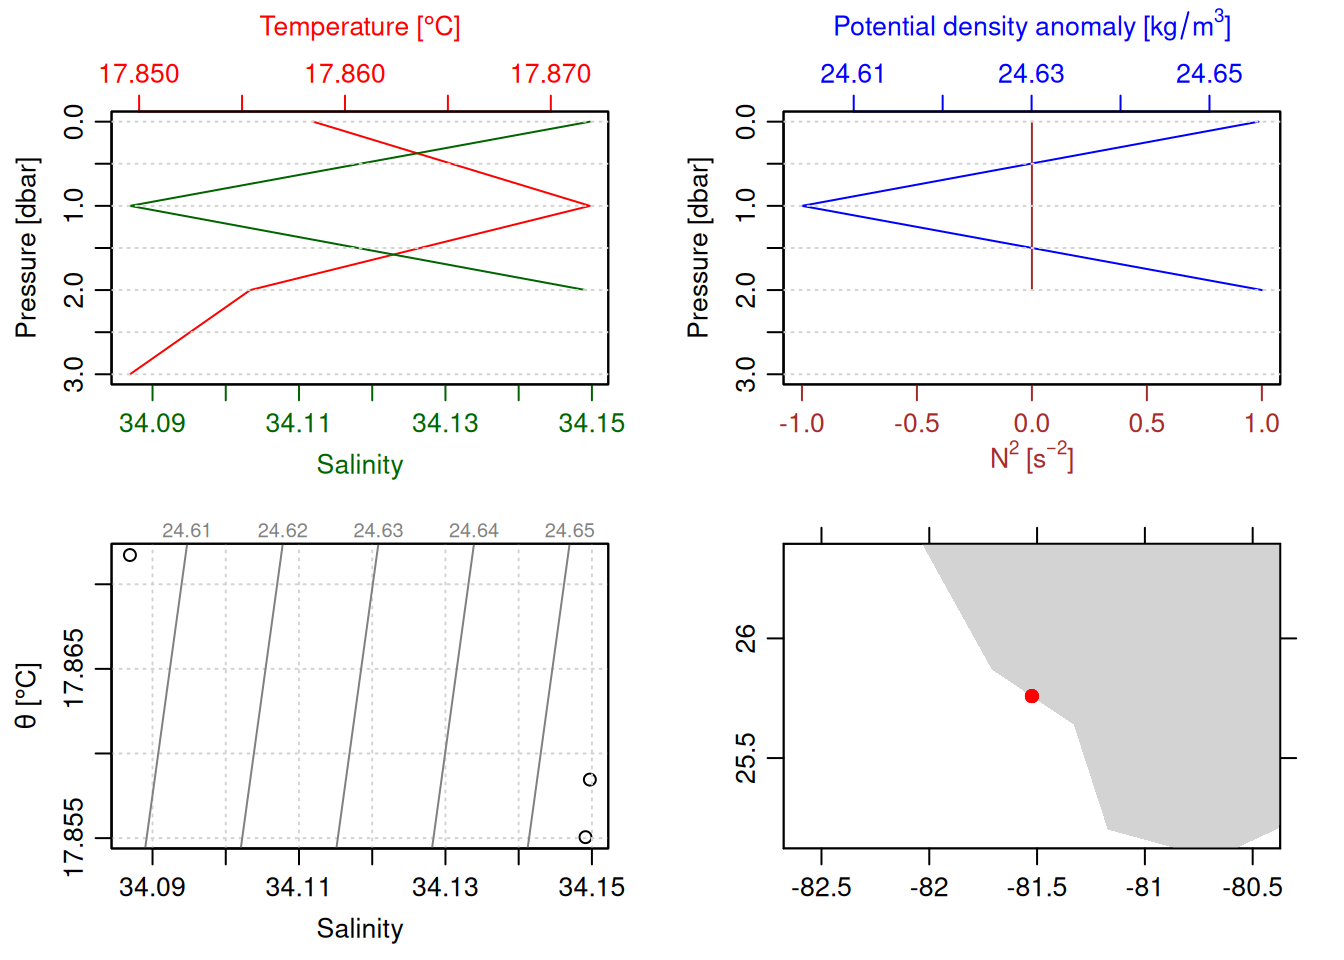 Temperature [°C]
17.850 17.860 17.870
Pressure [dbar]
0.0
1.0
2.0
3.0
34.09 34.11 34.13 34.15
Salinity
Potential density anomaly [kg/m³]
24.61 24.63 24.65
Pressure [dbar]
0.0
1.0
2.0
3.0
-1.0 -0.5 0.0 0.5 1.0
N² [s⁻²]
24.61 24.62 24.63 24.64 24.65
θ [°C]
17.865
17.855
34.09 34.11 34.13 34.15
Salinity
26
25.5
-82.5 -82 -81.5 -81 -80.5